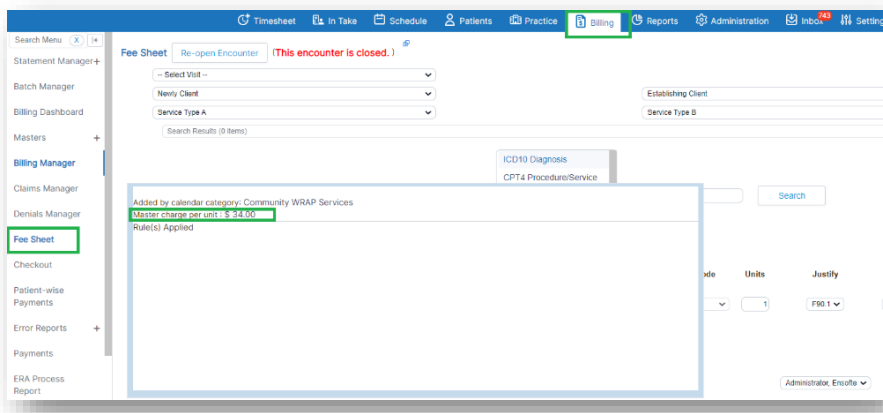 Timesheet In Take Schedule Patients Practice Billing Reports Administration Inbox 743 Setting
Search Menu X
Statement Manager+
Batch Manager
Billing Dashboard
Masters +
Billing Manager
Claims Manager
Denials Manager
Fee Sheet
Checkout
Patient-wise
Payments
Error Reports +
Payments
ERA Process
Report
Fee Sheet Re-open Encounter (This encounter is closed. )
-- Select Visit --
Newly Client Establishing Client
Service Type A Service Type B
Search Results (0 items)
ICD10 Diagnosis
CPT4 Procedure/Service
Search
Added by calendar category: Community WRAP Services
Master charge per unit : $ 34.00
Rule(s) Applied
ode Units Justify
1 F90.1
Administrator, Ensofte